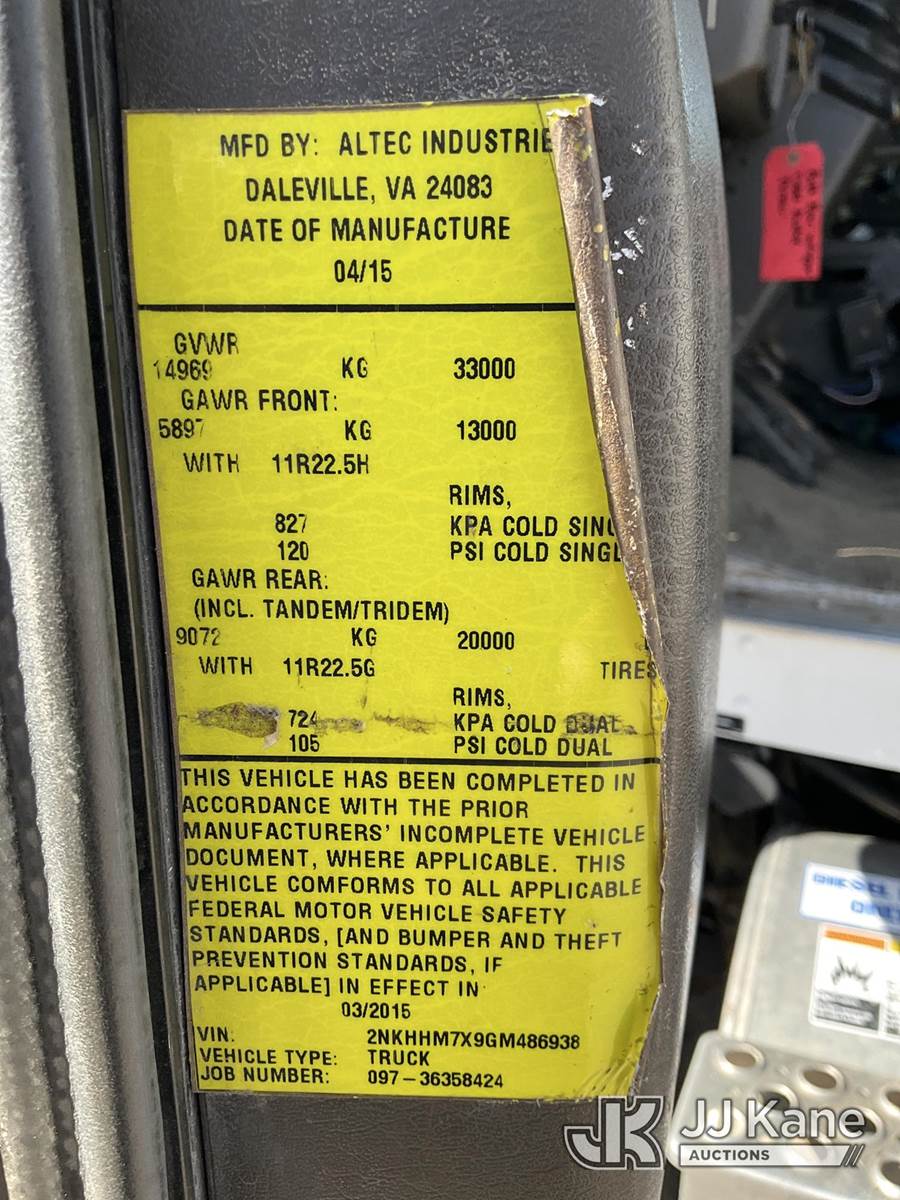 MFD BY: ALTEC INDUSTRIE
DALEVILLE, VA 24083
DATE OF MANUFACTURE
04/15
GVWR
14969 KG 33000
GAWR FRONT:
5897 KG 13000
WITH 11R22.5H
RIMS,
827 KPA COLD SING
120 PSI COLD SINGL
GAWR REAR:
(INCL. TANDEM/TRIDEM)
9072 KG 20000
WITH 11R22.5G TIRES
RIMS,
724 KPA COLD DUAL
105 PSI COLD DUAL
THIS VEHICLE HAS BEEN COMPLETED IN
ACCORDANCE WITH THE PRIOR
MANUFACTURERS' INCOMPLETE VEHICLE
DOCUMENT, WHERE APPLICABLE. THIS
VEHICLE COMFORMS TO ALL APPLICABLE
FEDERAL MOTOR VEHICLE SAFETY
STANDARDS, [AND BUMPER AND THEFT
PREVENTION STANDARDS, IF
APPLICABLE] IN EFFECT IN
03/2015
VIN: 2NKHHM7X9GM486938
VEHICLE TYPE: TRUCK
JOB NUMBER: 097-36358424
DIESEL
JK JJ Kane
AUCTIONS